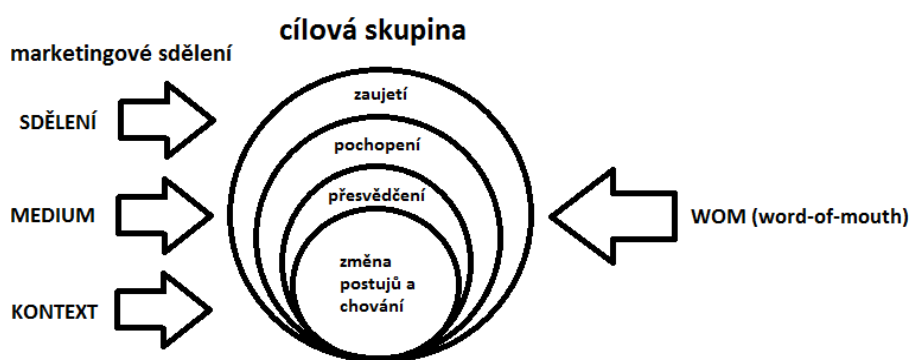 cílová skupina
marketingové sdělení
SDĚLENÍ
MEDIUM
KONTEXT
zaujetí
pochopení
přesvědčení
změna
postujů a
chování
WOM (word-of-mouth)